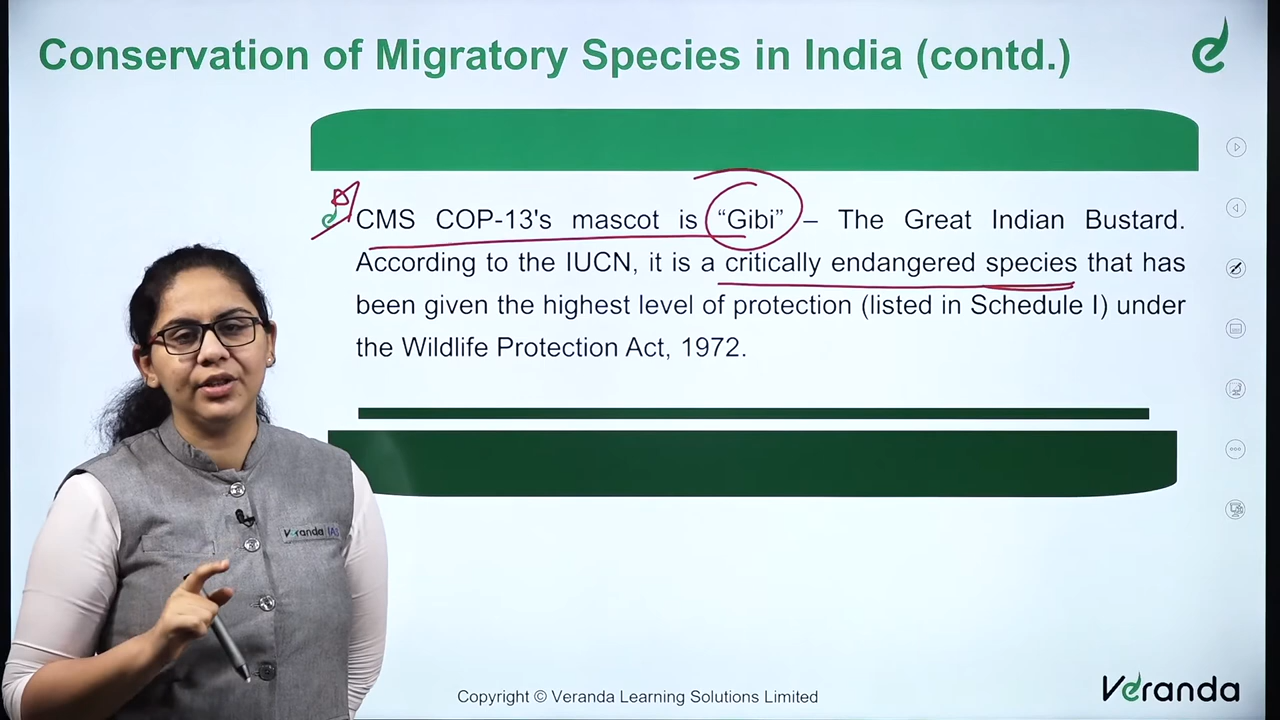 Conservation of Migratory Species in India (contd.)
CMS COP-13's mascot is “Gibi” – The Great Indian Bustard.
According to the IUCN, it is a critically endangered species that has
been given the highest level of protection (listed in Schedule I) under
the Wildlife Protection Act, 1972.
Veranda IAS
Copyright © Veranda Learning Solutions Limited
Veranda